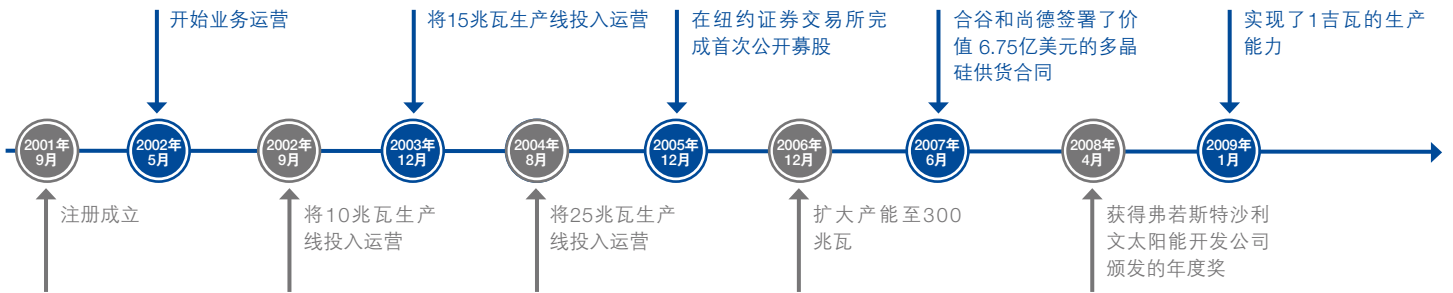 开始业务运营
将15兆瓦生产线投入运营
在纽约证券交易所完
成首次公开募股
合谷和尚德签署了价
值 6.75亿美元的多晶
硅供货合同
实现了1吉瓦的生产
能力
2001年
9月
2002年
5月
2002年
9月
2003年
12月
2004年
8月
2005年
12月
2006年
12月
2007年
6月
2008年
4月
2009年
1月
注册成立
将10兆瓦生产
线投入运营
将25兆瓦生产
线投入运营
扩大产能至300
兆瓦
获得弗若斯特沙利
文太阳能开发公司
颁发的年度奖